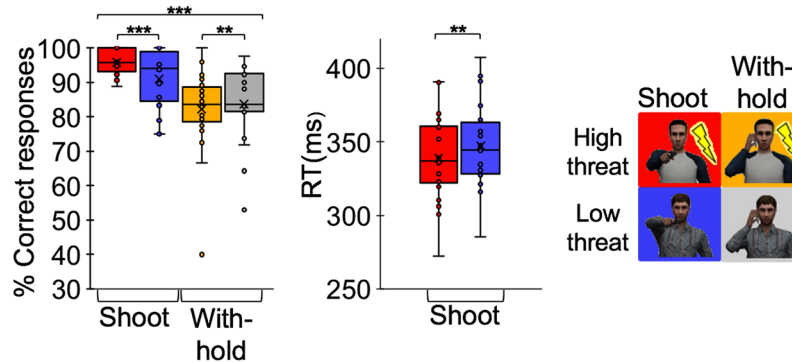 ***
***
**
% Correct responses
100
90
80
70
60
50
40
30
Shoot
With-
hold
**
RT(ms)
400
350
300
250
Shoot
Shoot
With-
hold
High
threat
Low
threat